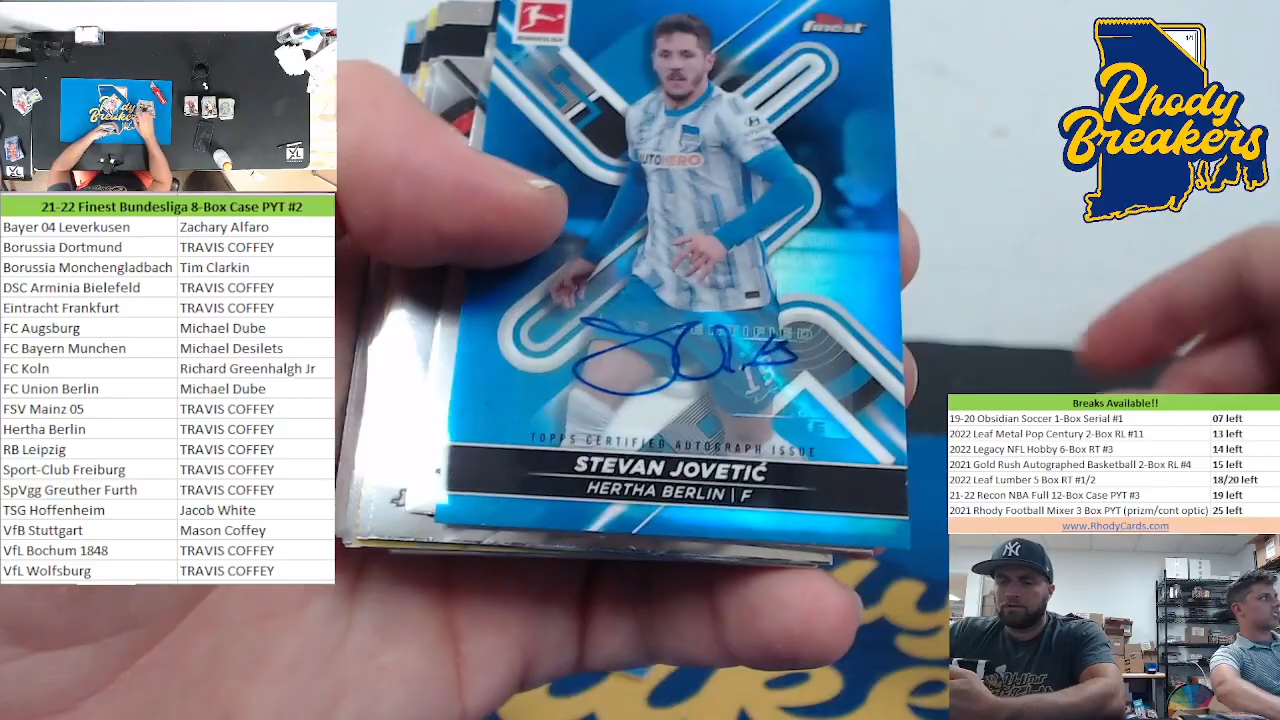 21-22 Finest Bundesliga 8-Box Case PYT #2
Bayer 04 Leverkusen Zachary Alfaro
Borussia Dortmund TRAVIS COFFEY
Borussia Monchengladbach Tim Clarkin
DSC Arminia Bielefeld TRAVIS COFFEY
Eintracht Frankfurt TRAVIS COFFEY
FC Augsburg Michael Dube
FC Bayern Munchen Michael Desilets
FC Koln Richard Greenhalgh Jr
FC Union Berlin Michael Dube
FSV Mainz 05 TRAVIS COFFEY
Hertha Berlin TRAVIS COFFEY
RB Leipzig TRAVIS COFFEY
Sport-Club Freiburg TRAVIS COFFEY
SpVgg Greuther Furth TRAVIS COFFEY
TSG Hoffenheim Jacob White
VfB Stuttgart Mason Coffey
VfL Bochum 1848 TRAVIS COFFEY
VfL Wolfsburg TRAVIS COFFEY
BUNDESLIGA
finest
AUTOHERO
CERTIFIED
TOPPS CERTIFIED AUTOGRAPH ISSUE
STEVAN JOVETIĆ
HERTHA BERLIN | F
Rhody
Breakers
Breaks Available!!
19-20 Obsidian Soccer 1-Box Serial #1 07 left
2022 Leaf Metal Pop Century 2-Box RL #11 13 left
2022 Legacy NFL Hobby 6-Box RT #3 14 left
2021 Gold Rush Autographed Basketball 2-Box RL #4 15 left
2022 Leaf Lumber 5 Box RT #1/2 18/20 left
21-22 Recon NBA Full 12-Box Case PYT #3 19 left
2021 Rhody Football Mixer 3 Box PYT (prizm/cont optic) 25 left
www.RhodyCards.com